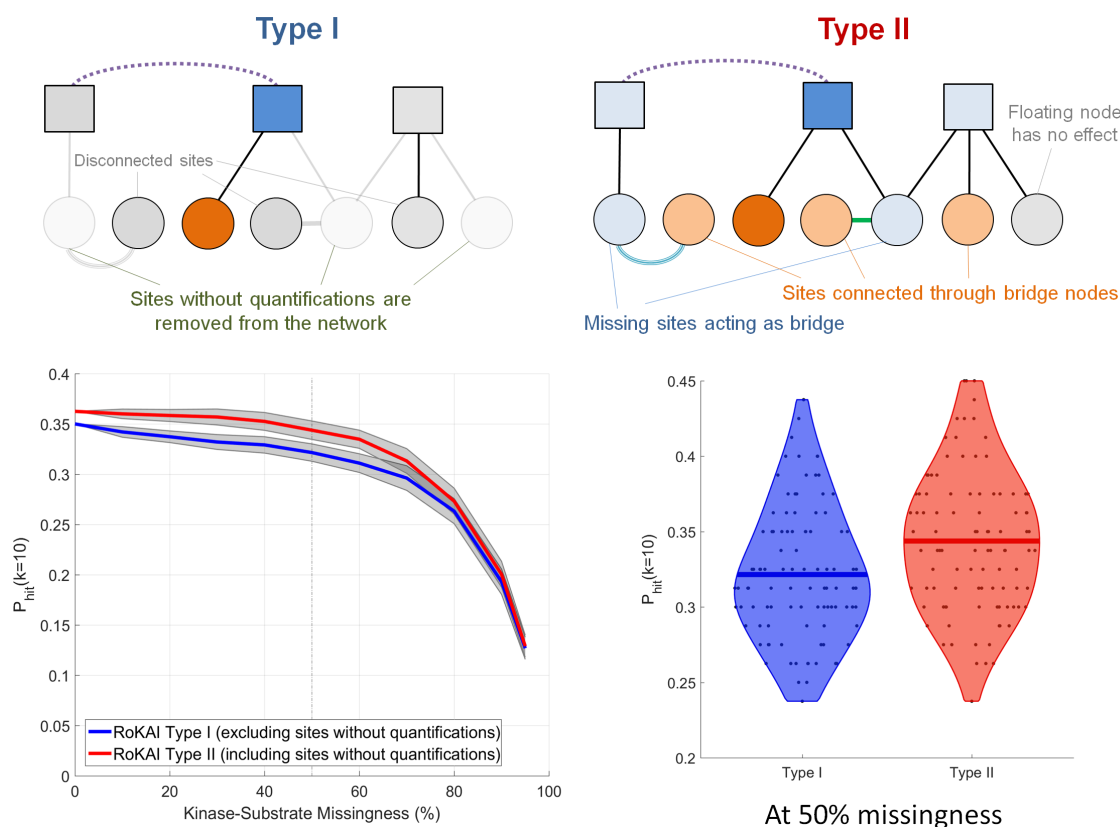 Type I
Type II
Disconnected sites
Floating node
has no effect
Sites without quantifications are
removed from the network
Sites connected through bridge nodes
Missing sites acting as bridge
0.4
0.35
0.3
0.25
0.2
0.15
0.1
0.05
0
P_hit(k=10)
RoKAI Type I (excluding sites without quantifications)
RoKAI Type II (including sites without quantifications)
0 20 40 60 80 100
Kinase-Substrate Missingness (%)
0.45
0.4
0.35
0.3
0.25
0.2
P_hit(k=10)
Type I Type II
At 50% missingness